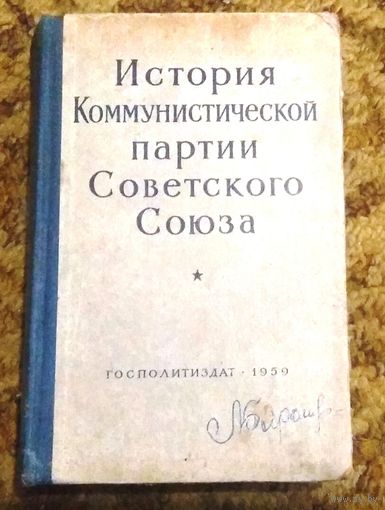 История
Коммунистической
партии
Советского
Союза
★
ГОСПОЛИТИЗДАТ · 1959